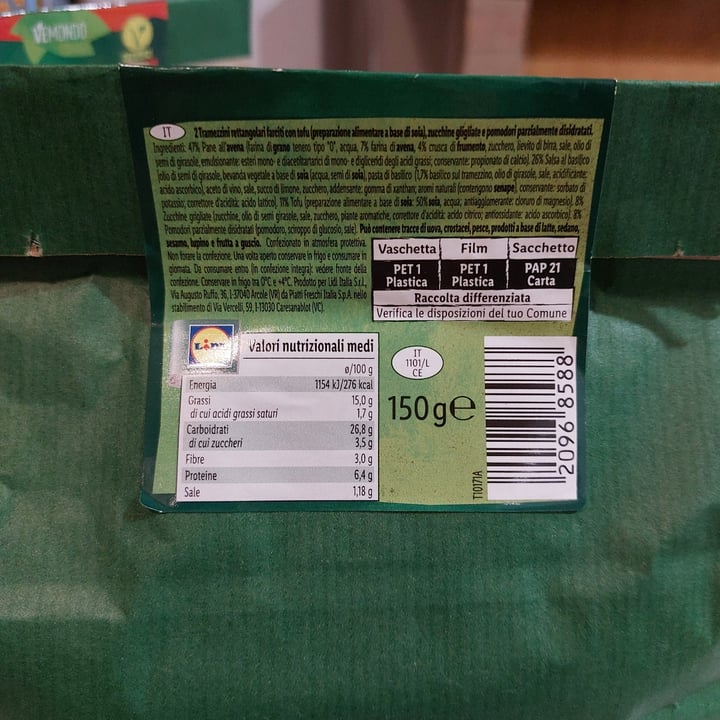 VEMONDO
IT
2 Tramezzini rettangolari farciti con tofu (preparazione alimentare a base di soia), zucchine grigliate e pomodori parzialmente disidratati.
Ingredienti: 47% Pane all'avena (farina di grano tenero tipo "0", acqua, 7% farina di avena, 4% crusca di frumento, zucchero, lievito di birra, sale, olio di
semi di girasole, emulsionante: esteri mono- e diacetiltartarici di mono- e digliceridi degli acidi grassi; conservante: propionato di calcio). 26% Salsa al basilico
(olio di semi di girasole, bevanda vegetale a base di soia (acqua, semi di soia), pasta di basilico (1,7% basilico sul tramezzino, olio di girasole, sale, acidificante:
acido ascorbico), aceto di vino, sale, succo di limone, zucchero, addensante: gomma di xanthan; aromi naturali (contengono senape), conservante: sorbato di
potassio; correttore d'acidità: acido lattico). 11% Tofu (preparazione alimentare a base di soia: 50% soia, acqua; antiagglomerante: cloruro di magnesio). 8%
Zucchine grigliate (zucchine, olio di semi di girasole, sale, zucchero, piante aromatiche, correttore d'acidità: acido citrico; antiossidante: acido ascorbico). 8%
Pomodori parzialmente disidratati (pomodoro, sciroppo di glucosio, sale). Può contenere tracce di uova, crostacei, pesce, prodotti a base di latte, sedano,
sesamo, lupino e frutta a guscio. Confezionato in atmosfera protettiva.
Non forare la confezione. Una volta aperto conservare in frigo e consumare in
giornata. Da consumare entro (in confezione integra): vedere fronte della
confezione. Conservare in frigo tra 0°C e +4°C. Prodotto per Lidl Italia S.r.l.,
Via Augusto Ruffo, 36, I-37040 Arcole (VR) da Piatti Freschi Italia S.p.A. nello
stabilimento di Via Vercelli, 59, I-13030 Caresanablot (VC).
Vaschetta Film Sacchetto
PET 1 PET 1 PAP 21
Plastica Plastica Carta
Raccolta differenziata
Verifica le disposizioni del tuo Comune
LIDL
Valori nutrizionali medi
ø/100 g
Energia 1154 kJ/276 kcal
Grassi 15,0 g
di cui acidi grassi saturi 1,7 g
Carboidrati 26,8 g
di cui zuccheri 3,5 g
Fibre 3,0 g
Proteine 6,4 g
Sale 1,18 g
IT
1101/L
CE
150 g e
T10171A
2096 8588